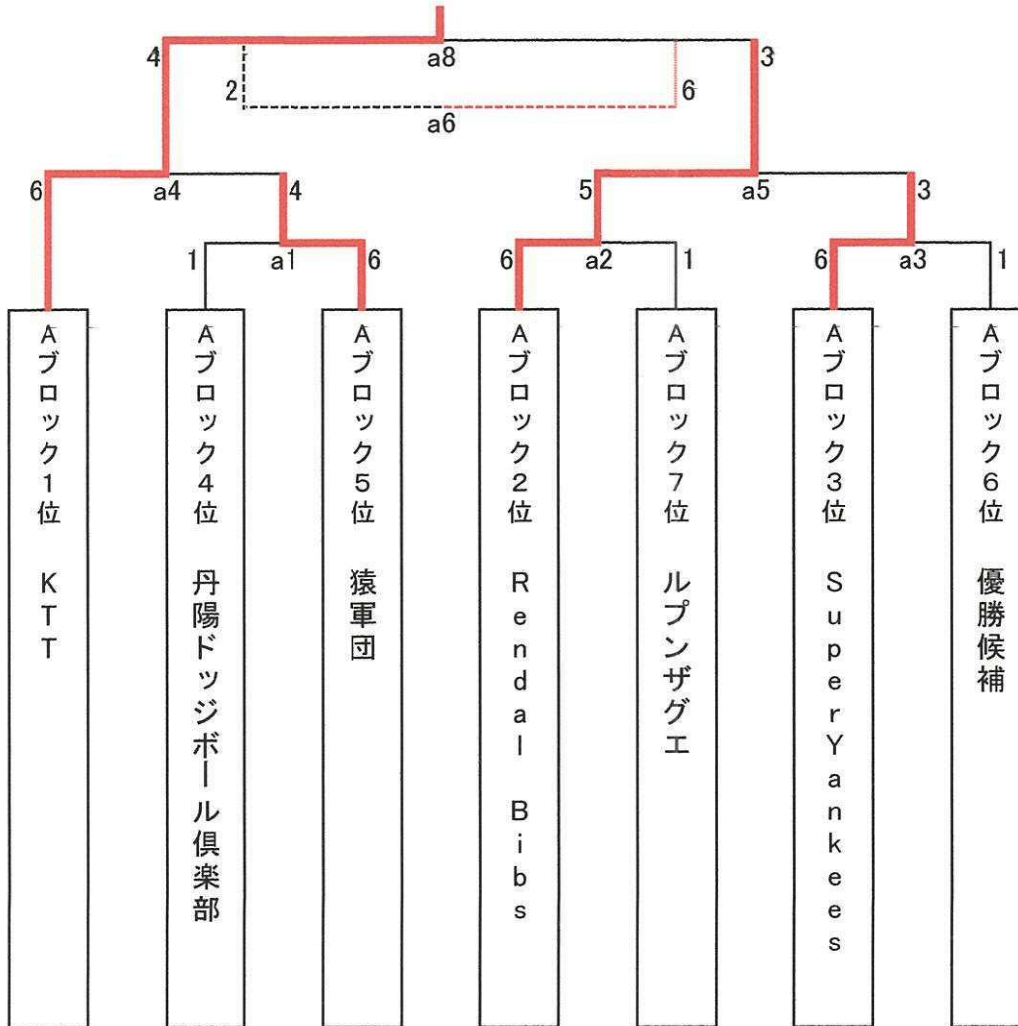 4
a8
3
2
6
a6
6
a4
4
5
a5
3
1
a1
6
6
a2
1
6
a3
1
Aブロック1位 KTT
Aブロック4位 丹陽ドッジボール倶楽部
Aブロック5位 猿軍団
Aブロック2位 Rendal Bibs
Aブロック7位 ルプンザグエ
Aブロック3位 SuperYankees
Aブロック6位 優勝候補